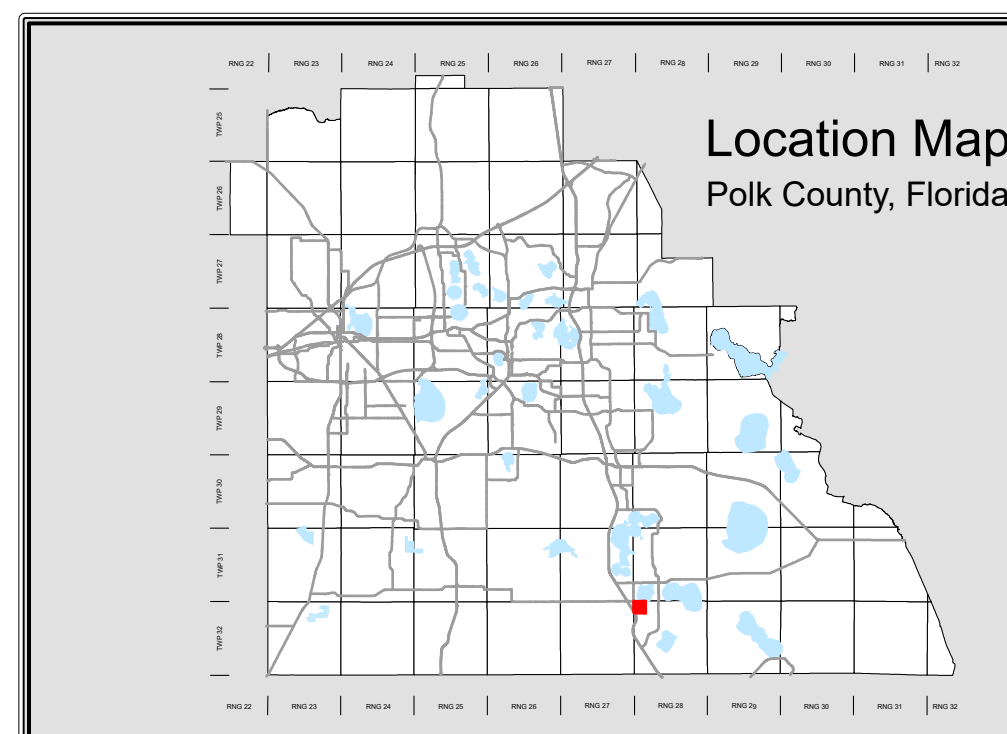 RNG 22 RNG 23 RNG 24 RNG 25 RNG 26 RNG 27 RNG 28 RNG 29 RNG 30 RNG 31 RNG 32
Location Map
Polk County, Florida
TWP 25
TWP 26
TWP 27
TWP 28
TWP 29
TWP 30
TWP 31
TWP 32
RNG 22 RNG 23 RNG 24 RNG 25 RNG 26 RNG 27 RNG 28 RNG 29 RNG 30 RNG 31 RNG 32